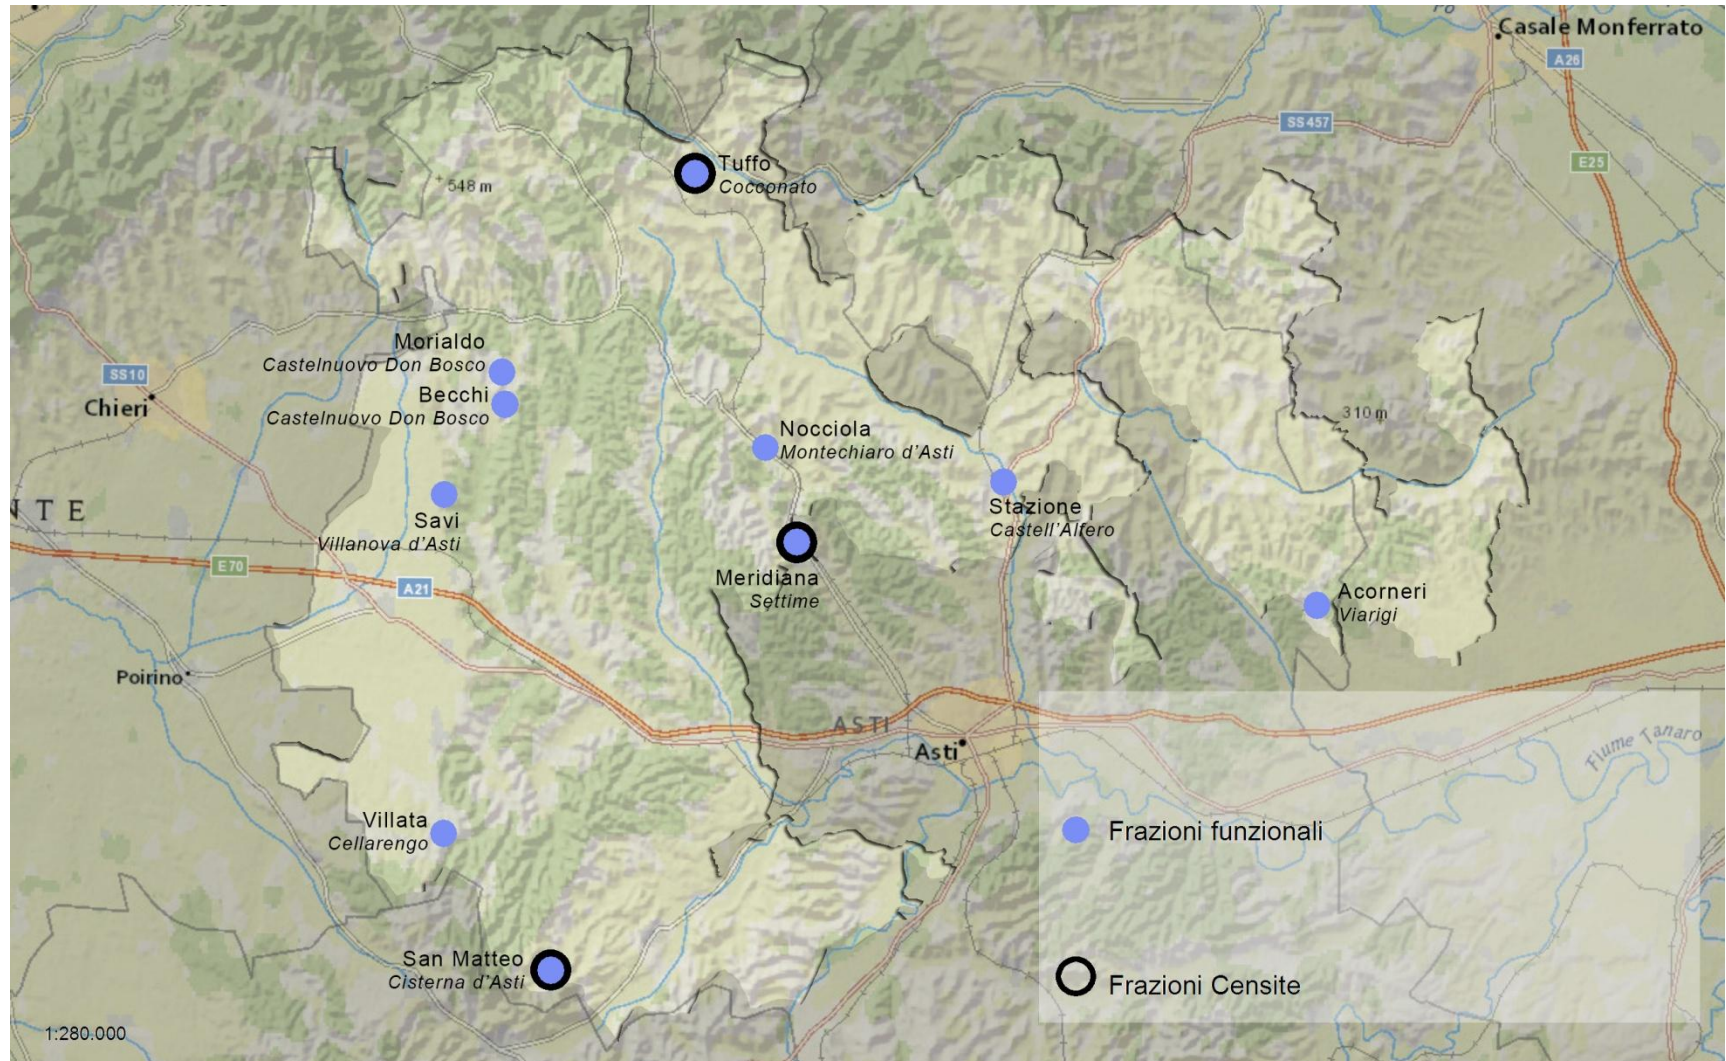 Casale Monferrato
A26
SS457
E25
Tuffo
Cocconato
548 m
Morialdo
Castelnuovo Don Bosco
SS10
Becchi
Castelnuovo Don Bosco
Chieri
310 m
Nocciola
Montechiaro d'Asti
Stazione
Castell'Alfero
NTE
Savi
Villanova d'Asti
E70
A21
Meridiana
Settime
Acorneri
Viarigi
Poirino
ASTI
Asti
Fiume Tanaro
Villata
Cellarengo
Frazioni funzionali
San Matteo
Cisterna d'Asti
Frazioni Censite
1:280.000